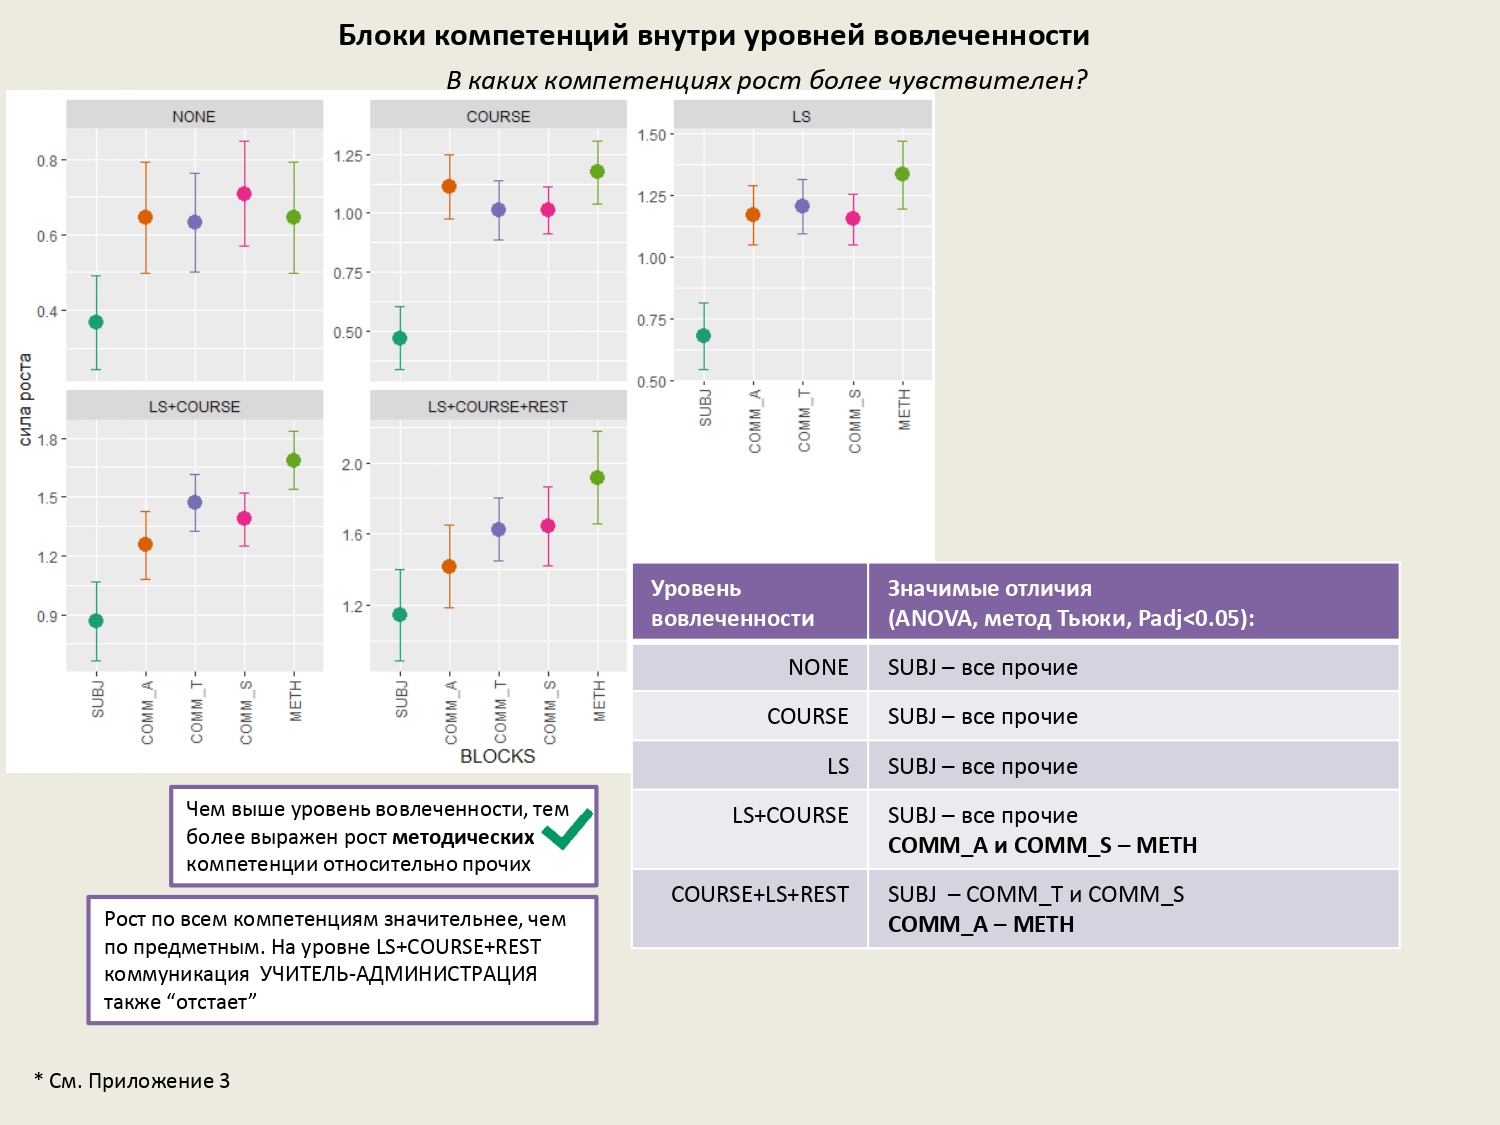 Блоки компетенций внутри уровней вовлеченности
В каких компетенциях рост более чувствителен?
NONE
COURSE
LS
0.8
0.6
0.4
1.25
1.00
0.75
0.50
1.50
1.25
1.00
0.75
0.50
SUBJ
COMM_A
COMM_T
COMM_S
METH
сила роста
LS+COURSE
LS+COURSE+REST
1.8
1.5
1.2
0.9
2.0
1.6
1.2
SUBJ
COMM_A
COMM_T
COMM_S
METH
SUBJ
COMM_A
COMM_T
COMM_S
METH
BLOCKS
Уровень
вовлеченности
Значимые отличия
(ANOVA, метод Тьюки, Padj<0.05):
NONE
SUBJ – все прочие
COURSE
SUBJ – все прочие
LS
SUBJ – все прочие
LS+COURSE
SUBJ – все прочие
COMM_A и COMM_S – METH
COURSE+LS+REST
SUBJ – COMM_T и COMM_S
COMM_A – METH
Чем выше уровень вовлеченности, тем
более выражен рост методических
компетенции относительно прочих
Рост по всем компетенциям значительнее, чем
по предметным. На уровне LS+COURSE+REST
коммуникация УЧИТЕЛЬ-АДМИНИСТРАЦИЯ
также “отстает”
* См. Приложение 3